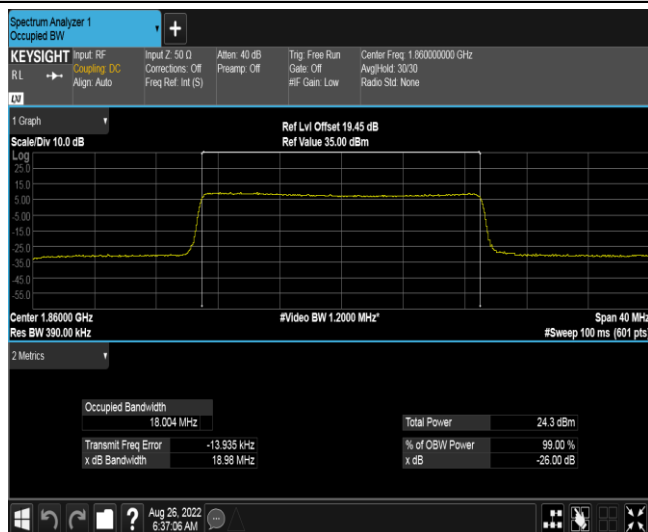 Spectrum Analyzer 1
Occupied BW
+
KEYSIGHT Input: RF Input Z: 50 Ω Atten: 40 dB Trig: Free Run Center Freq: 1.860000000 GHz
RL Coupling: DC Corrections: Off Preamp: Off Gate: Off Avg|Hold: 30/30
Align: Auto Freq Ref: Int (S) #IF Gain: Low Radio Std: None
LXI
1 Graph Ref Lvl Offset 19.45 dB
Scale/Div 10.0 dB Ref Value 35.00 dBm
Log
25.0
15.0
5.00
-5.00
-15.0
-25.0
-35.0
-45.0
-55.0
Center 1.86000 GHz #Video BW 1.2000 MHz* Span 40 MHz
Res BW 390.00 kHz #Sweep 100 ms (601 pts)
2 Metrics
Occupied Bandwidth
18.004 MHz Total Power 24.3 dBm
Transmit Freq Error -13.935 kHz % of OBW Power 99.00 %
x dB Bandwidth 18.98 MHz x dB -26.00 dB
? Aug 26, 2022
6:37:06 AM